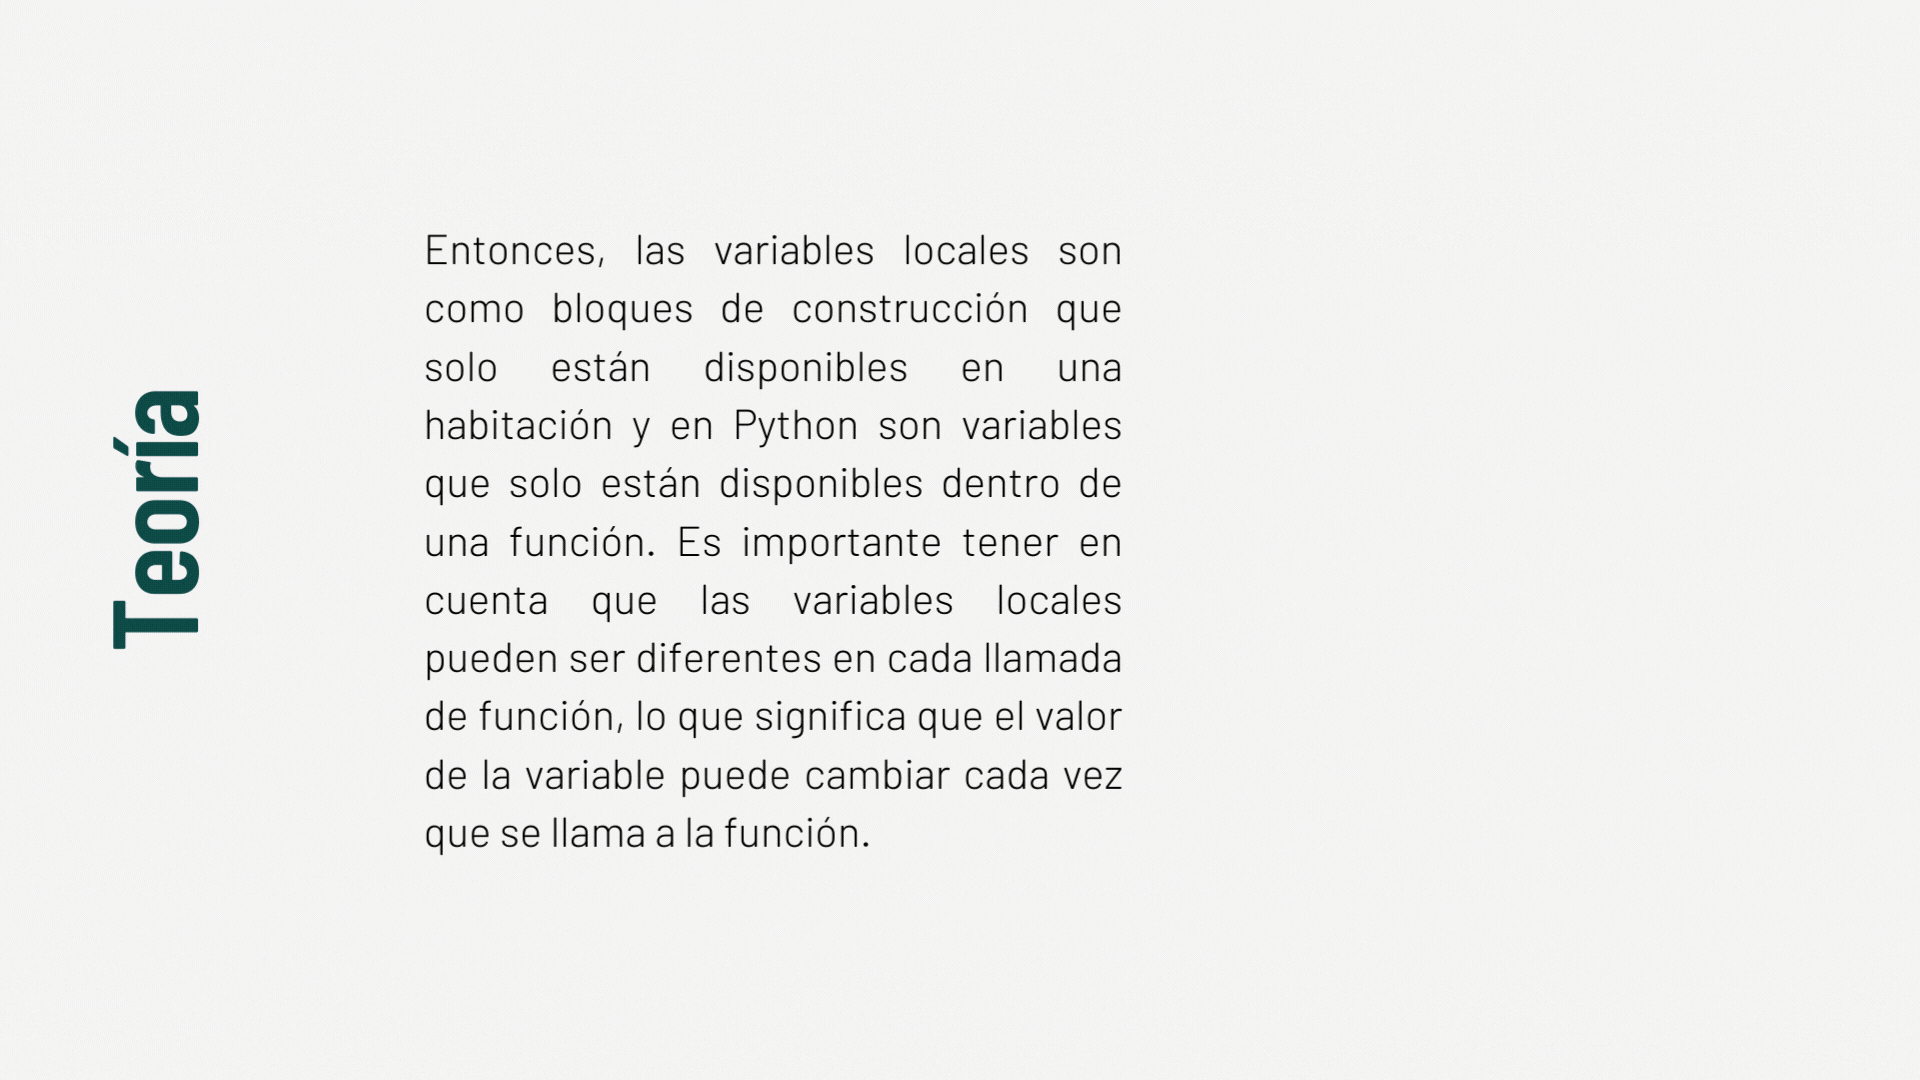 Teoría
Entonces, las variables locales son
como bloques de construcción que
solo están disponibles en una
habitación y en Python son variables
que solo están disponibles dentro de
una función. Es importante tener en
cuenta que las variables locales
pueden ser diferentes en cada llamada
de función, lo que significa que el valor
de la variable puede cambiar cada vez
que se llama a la función.